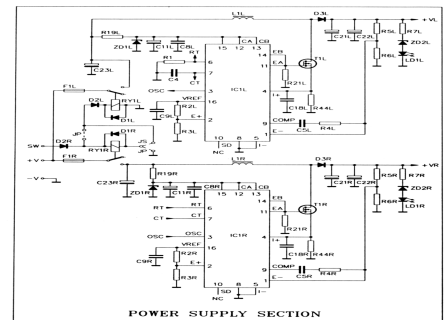 L1L
D3L
+VL
R19L
ZD1L
C11L
C8L
CA
CB
C21L
C22L
R5L
R7L
15
12
13
ZD2L
C23L
R1
RT
6
EB
14
T1L
R6L
LD1L
C4
CT
7
EA
11
R21L
F1L
OSC
3
IC1L
I+
4
C18L
R44L
D2L
RY1L
VREF
16
C9L
R2L
E+
2
COMP
9
C5L
R4L
D1L
R3L
E-
1
JP
D1R
10
8
5
SW
D2R
JS
NC
SD
I-
RY1R
JP
+V
F1R
L1R
D3R
+VR
-V
C23R
R19R
ZD1R
C11R
C8R
CA
CB
C21R
C22R
R5R
R7R
15
12
13
ZD2R
RT
RT
6
EB
14
T1R
R6R
LD1R
CT
CT
7
EA
11
R21R
OSC
OSC
3
IC1R
I+
4
C18R
R44R
VREF
16
C9R
R2R
E+
2
COMP
9
C5R
R4R
R3R
E-
1
10
8
5
NC
SD
I-
POWER SUPPLY SECTION